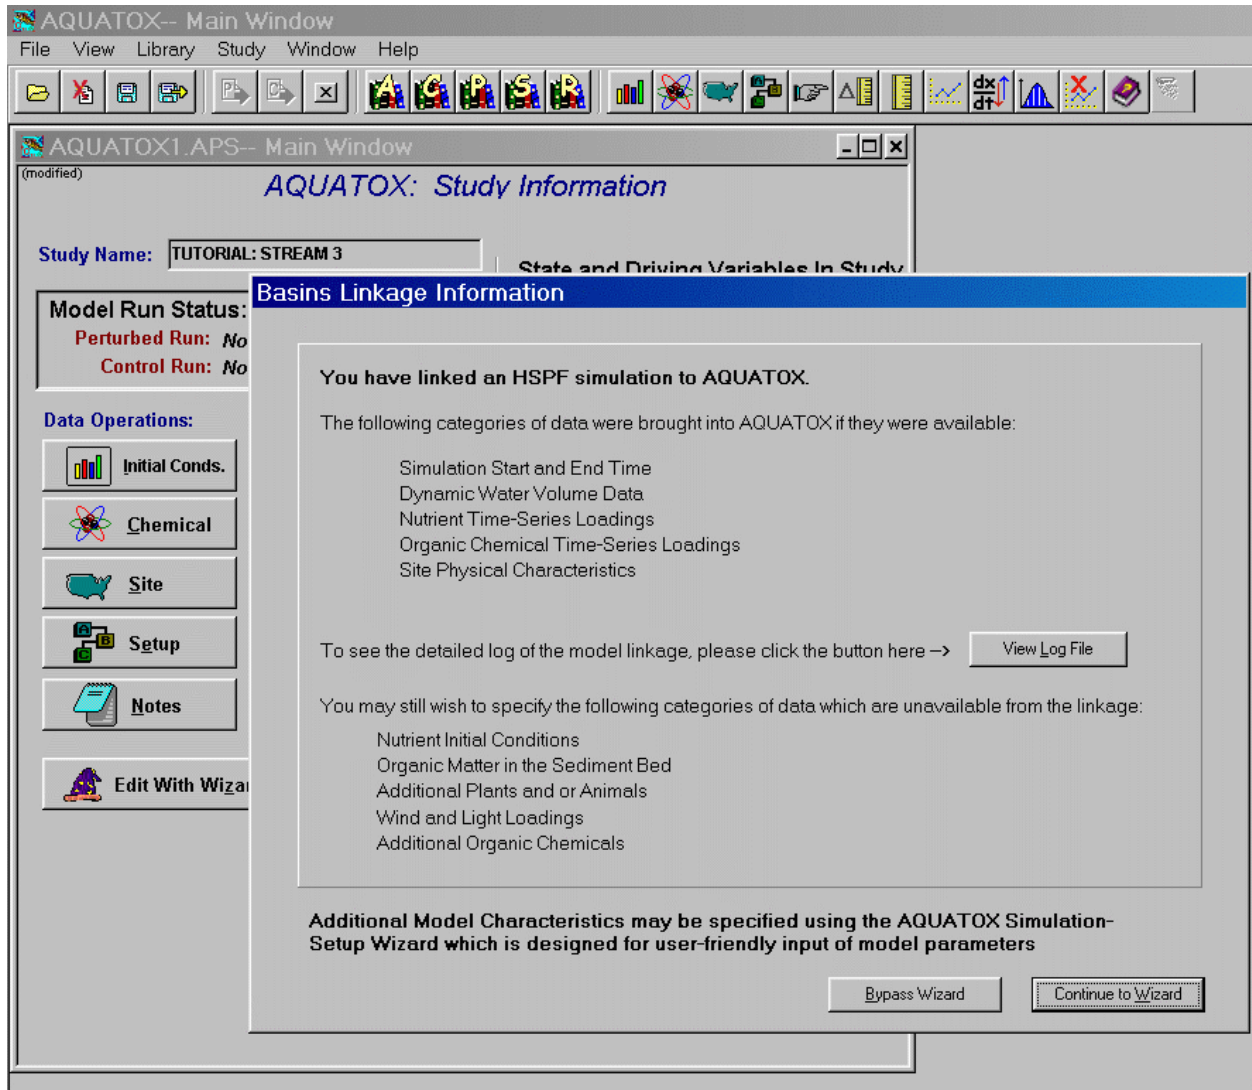 AQUATOX-- Main Window
File View Library Study Window Help
P C A C P S R dx dt
AQUATOX1.APS-- Main Window
(modified)
AQUATOX: Study Information
Study Name: TUTORIAL: STREAM 3
State and Driving Variables In Study
Basins Linkage Information
Model Run Status:
Perturbed Run: No
Control Run: No
You have linked an HSPF simulation to AQUATOX.
The following categories of data were brought into AQUATOX if they were available:
Simulation Start and End Time
Dynamic Water Volume Data
Nutrient Time-Series Loadings
Organic Chemical Time-Series Loadings
Site Physical Characteristics
Data Operations:
Initial Conds.
Chemical
Site
A B C Setup
Notes
Edit With Wiza
To see the detailed log of the model linkage, please click the button here -> View Log File
You may still wish to specify the following categories of data which are unavailable from the linkage:
Nutrient Initial Conditions
Organic Matter in the Sediment Bed
Additional Plants and or Animals
Wind and Light Loadings
Additional Organic Chemicals
Additional Model Characteristics may be specified using the AQUATOX Simulation-
Setup Wizard which is designed for user-friendly input of model parameters
Bypass Wizard Continue to Wizard